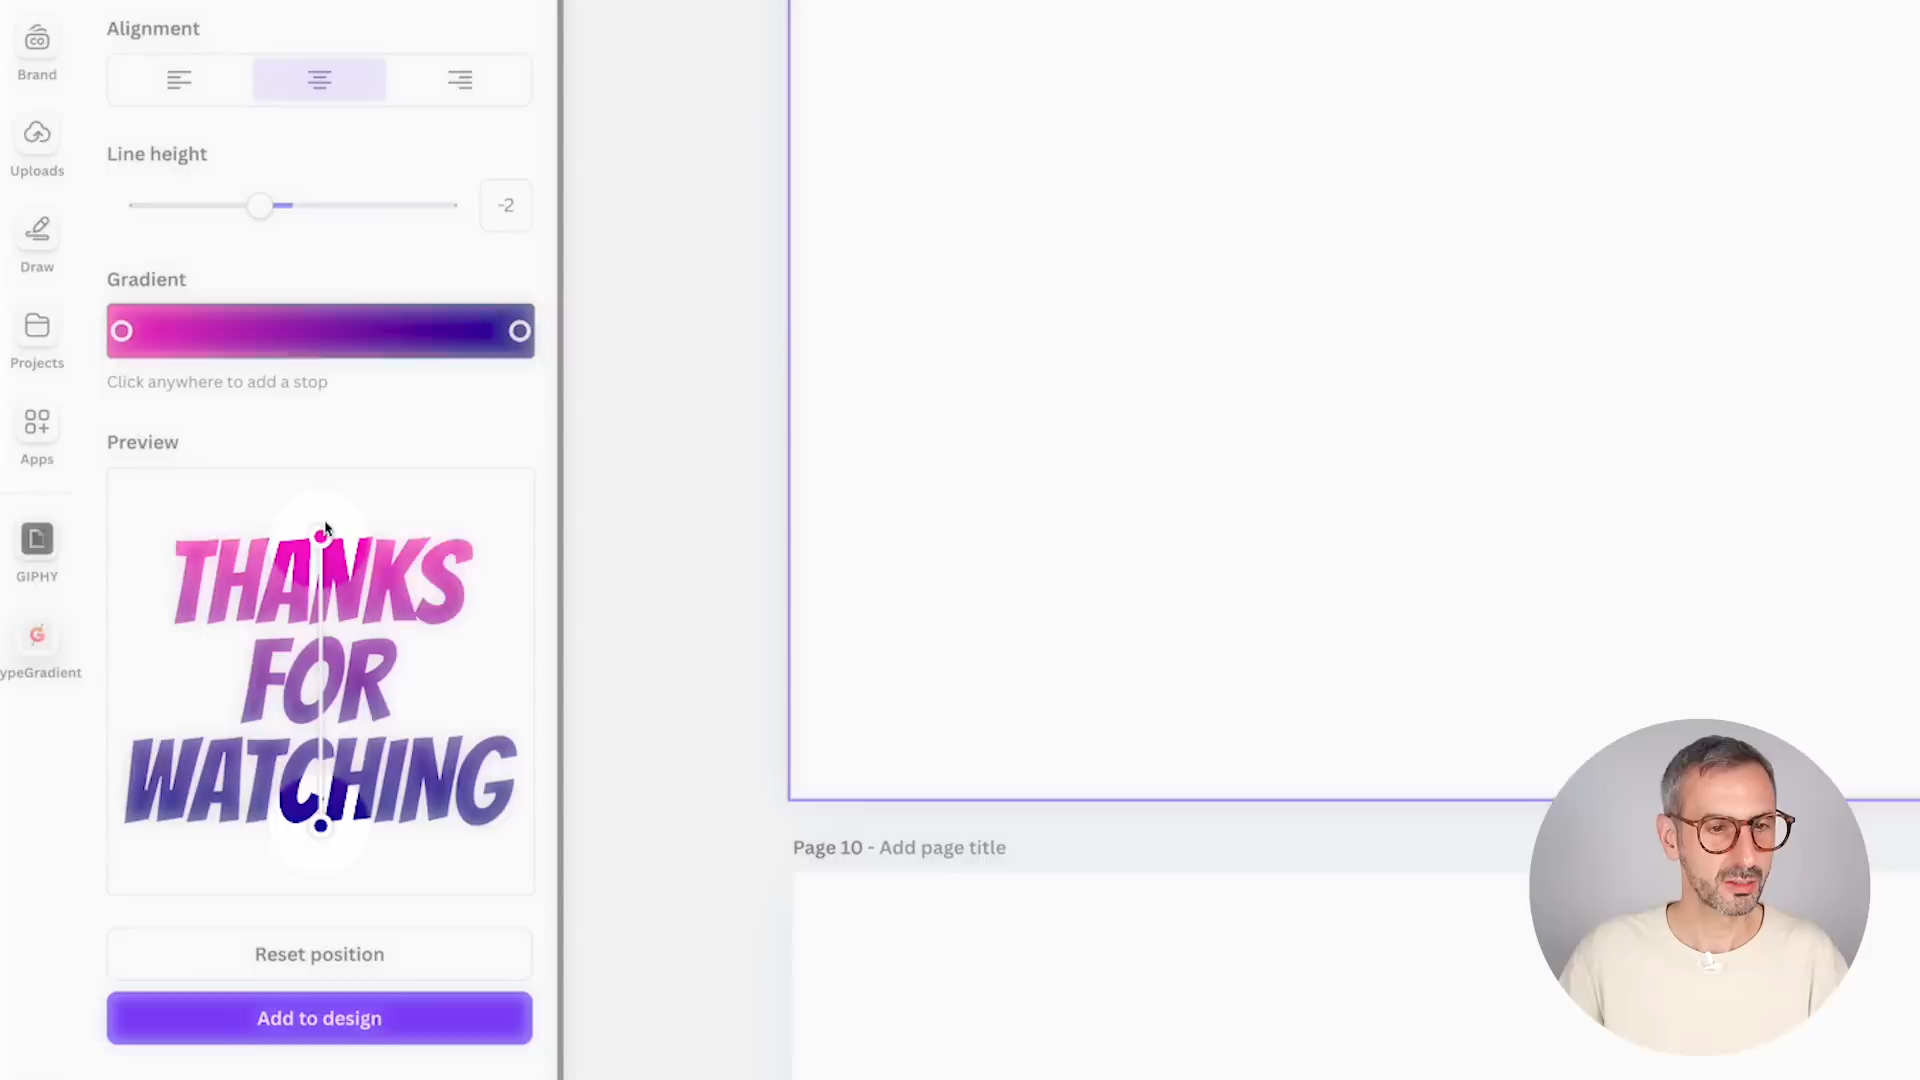 Brand
Uploads
Draw
Projects
Apps
GIPHY
ypeGradient
Alignment
Line height
-2
Gradient
Click anywhere to add a stop
Preview
THANKS
FOR
WATCHING
Reset position
Add to design
Page 10 - Add page title